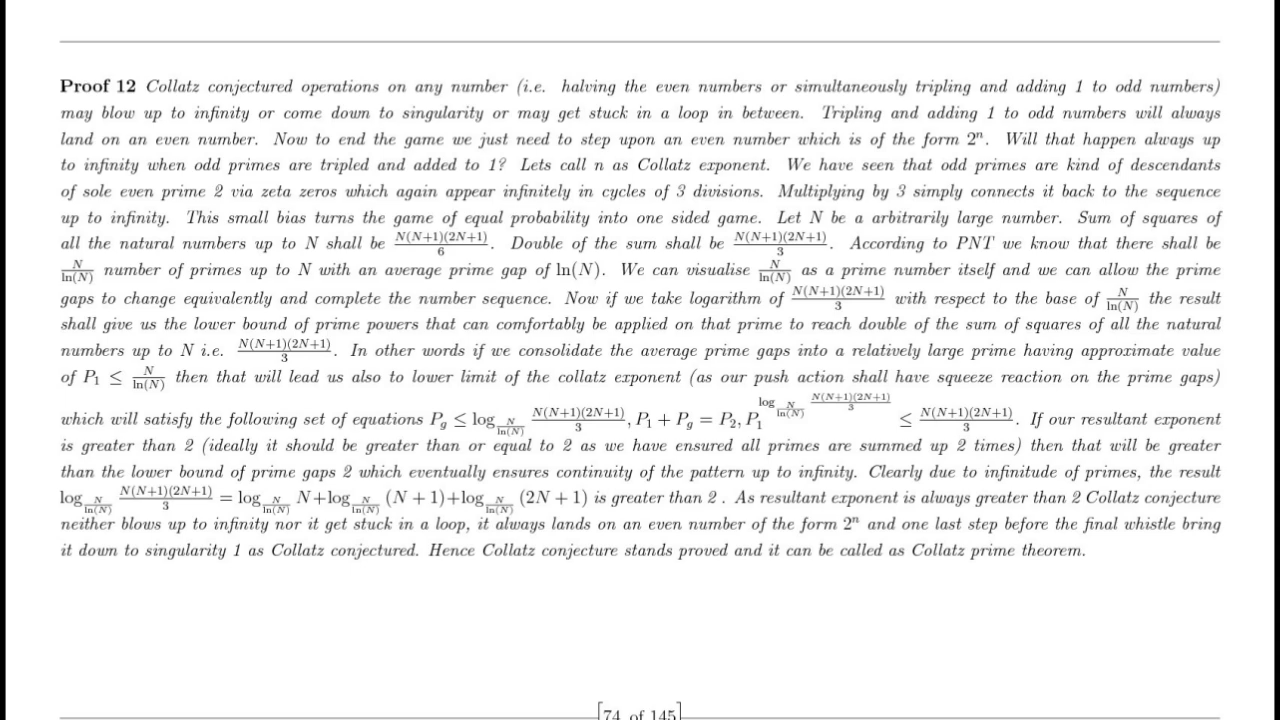 Proof 12 Collatz conjectured operations on any number (i.e. halving the even numbers or simultaneously tripling and adding 1 to odd numbers)
may blow up to infinity or come down to singularity or may get stuck in a loop in between. Tripling and adding 1 to odd numbers will always
land on an even number. Now to end the game we just need to step upon an even number which is of the form 2^n. Will that happen always up
to infinity when odd primes are tripled and added to 1? Lets call n as Collatz exponent. We have seen that odd primes are kind of descendants
of sole even prime 2 via zeta zeros which again appear infinitely in cycles of 3 divisions. Multiplying by 3 simply connects it back to the sequence
up to infinity. This small bias turns the game of equal probability into one sided game. Let N be a arbitrarily large number. Sum of squares of
all the natural numbers up to N shall be \frac{N(N+1)(2N+1)}{6}. Double of the sum shall be \frac{N(N+1)(2N+1)}{3}. According to PNT we know that there shall be
\frac{N}{\ln(N)} number of primes up to N with an average prime gap of ln(N). We can visualise \frac{N}{\ln(N)} as a prime number itself and we can allow the prime
gaps to change equivalently and complete the number sequence. Now if we take logarithm of \frac{N(N+1)(2N+1)}{3} with respect to the base of \frac{N}{\ln(N)} the result
shall give us the lower bound of prime powers that can comfortably be applied on that prime to reach double of the sum of squares of all the natural
numbers up to N i.e. \frac{N(N+1)(2N+1)}{3}. In other words if we consolidate the average prime gaps into a relatively large prime having approximate value
of P_1 ≤ \frac{N}{\ln(N)} then that will lead us also to lower limit of the collatz exponent (as our push action shall have squeeze reaction on the prime gaps)
which will satisfy the following set of equations P_g ≤ \log_{\frac{N}{\ln(N)}} \frac{N(N+1)(2N+1)}{3}, P_1 + P_g = P_2, P_1^{\log_{\frac{N}{\ln(N)}} \frac{N(N+1)(2N+1)}{3}} ≤ \frac{N(N+1)(2N+1)}{3}. If our resultant exponent
is greater than 2 (ideally it should be greater than or equal to 2 as we have ensured all primes are summed up 2 times) then that will be greater
than the lower bound of prime gaps 2 which eventually ensures continuity of the pattern up to infinity. Clearly due to infinitude of primes, the result
\log_{\frac{N}{\ln(N)}} \frac{N(N+1)(2N+1)}{3} = \log_{\frac{N}{\ln(N)}} N + \log_{\frac{N}{\ln(N)}} (N + 1) + \log_{\frac{N}{\ln(N)}} (2N + 1) is greater than 2 . As resultant exponent is always greater than 2 Collatz conjecture
neither blows up to infinity nor it get stuck in a loop, it always lands on an even number of the form 2^n and one last step before the final whistle bring
it down to singularity 1 as Collatz conjectured. Hence Collatz conjecture stands proved and it can be called as Collatz prime theorem.
[74 of 145]